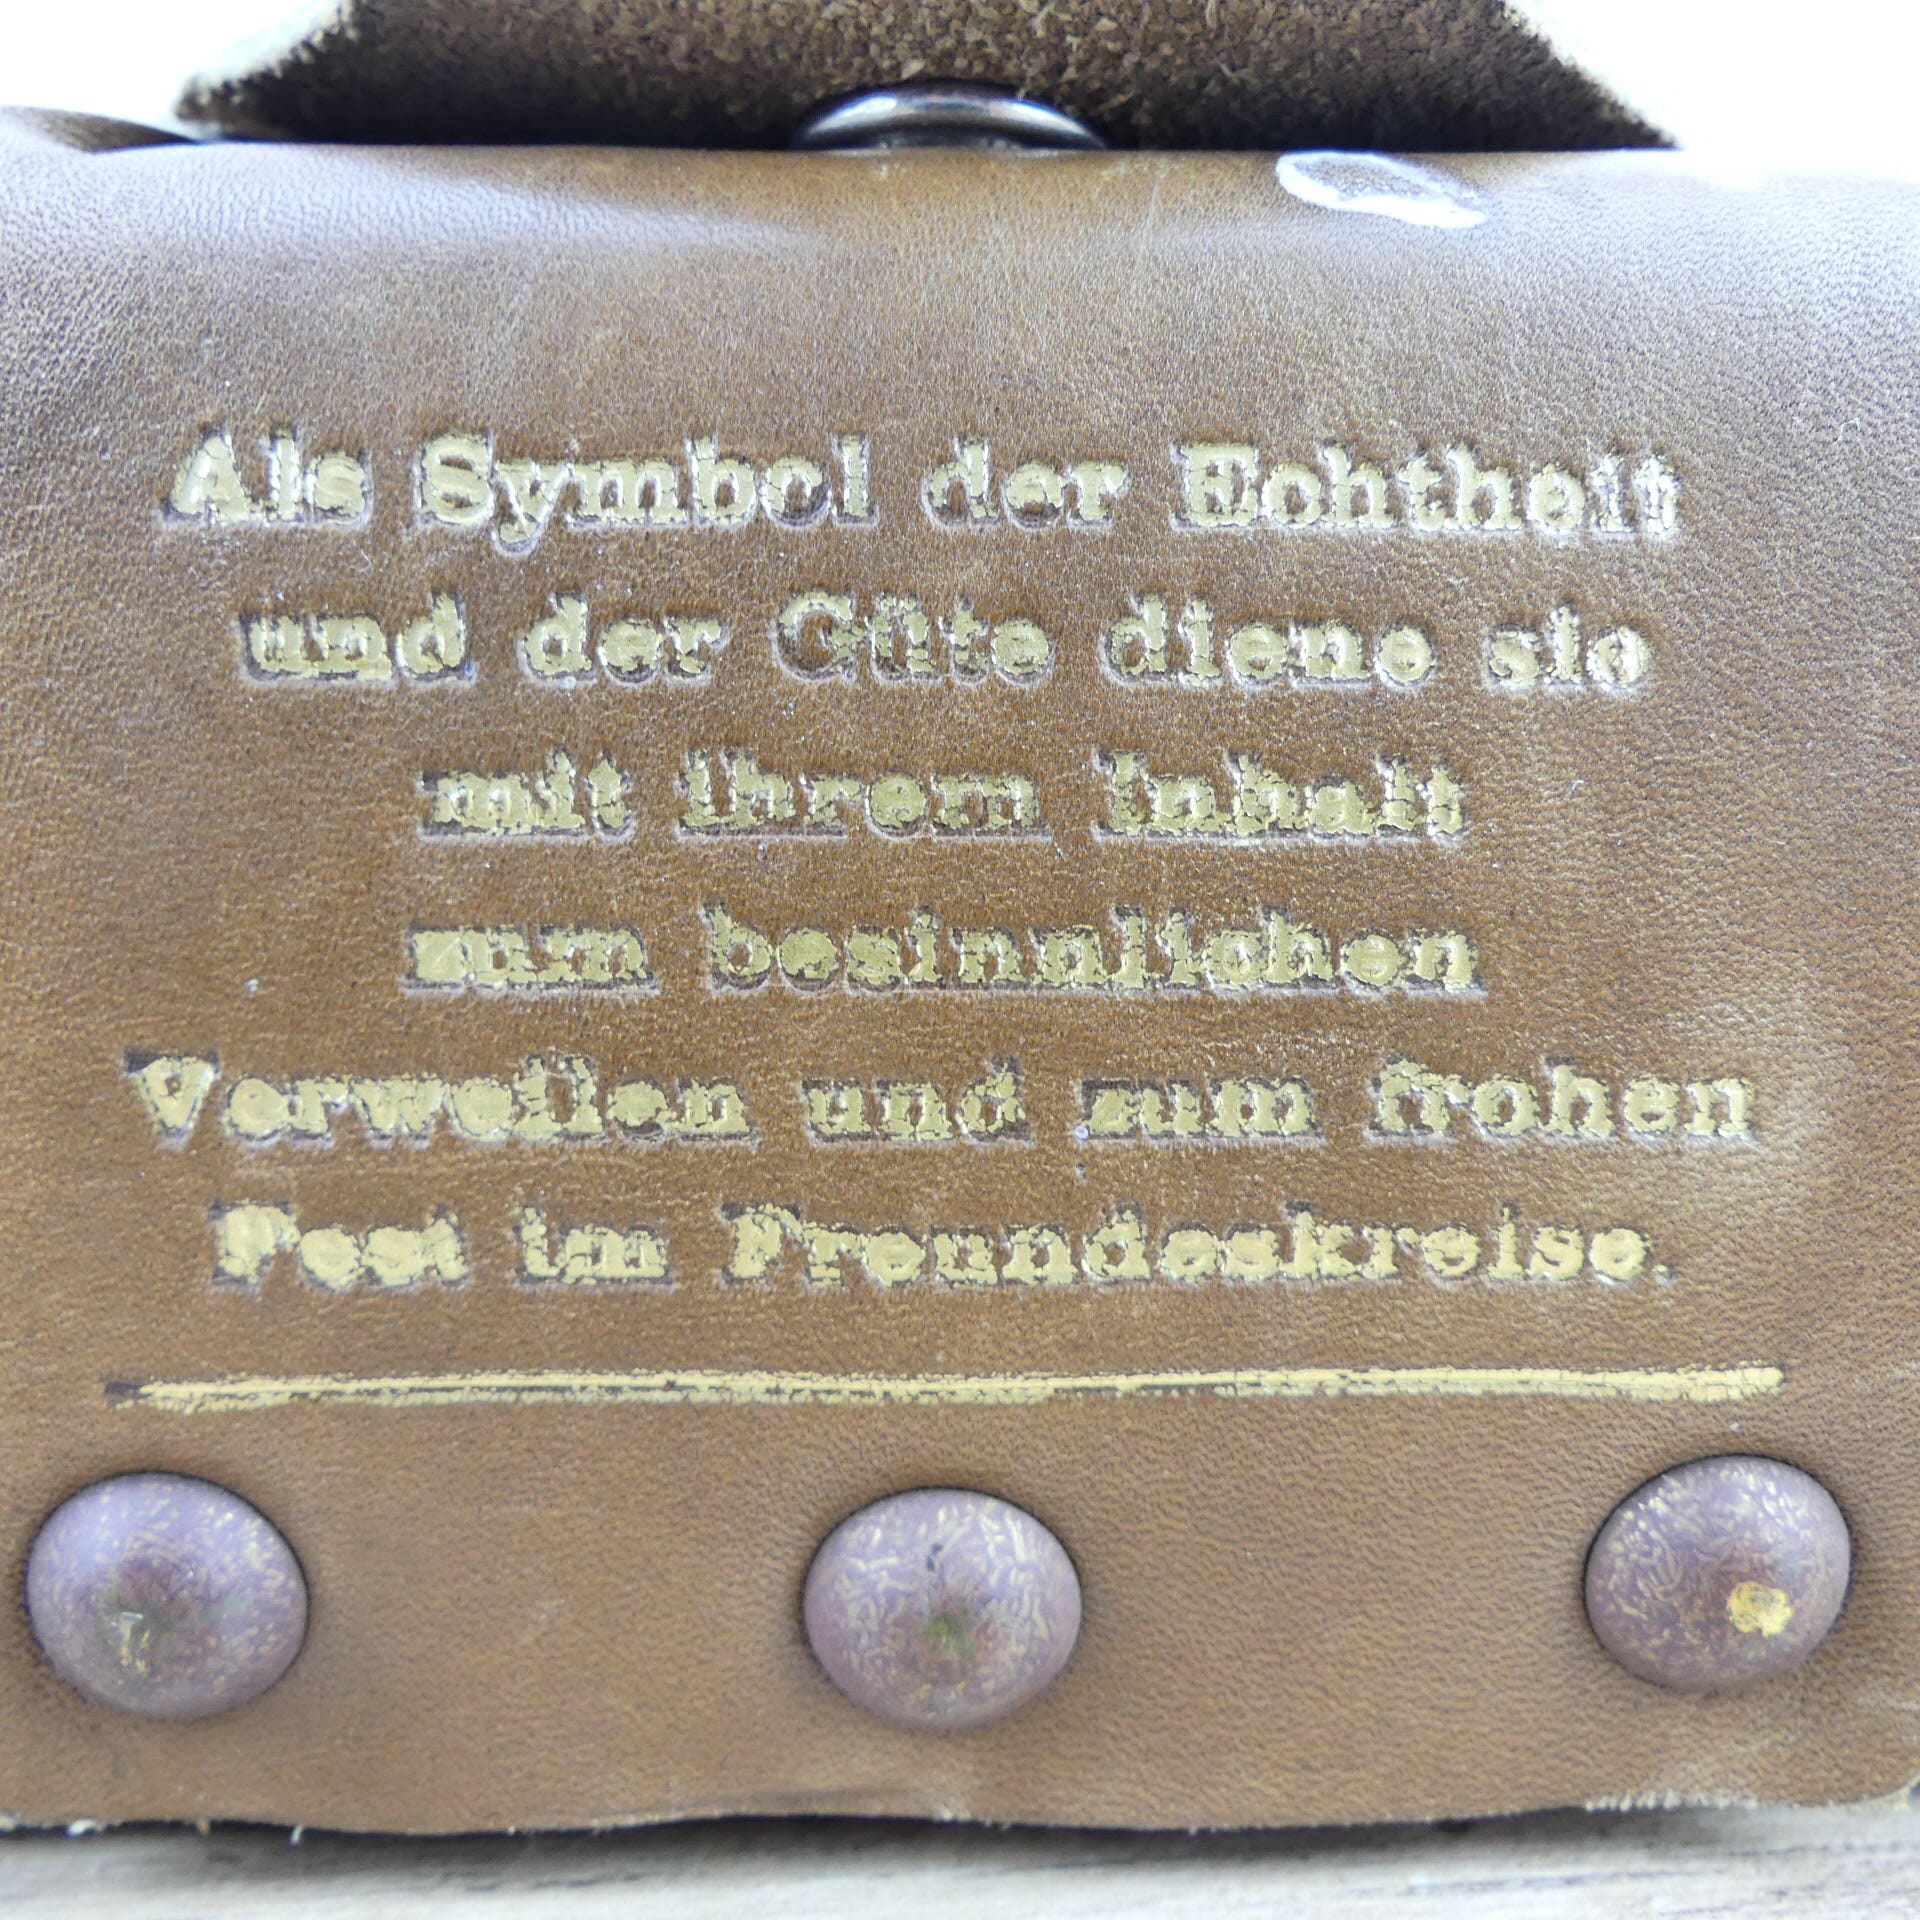 Als Symbol der Echtheit
und der Güte diene sie
mit ihrem Inhalt
zum besinnlichen
Verweilen und zum frohen
Fest im Freundeskreise.